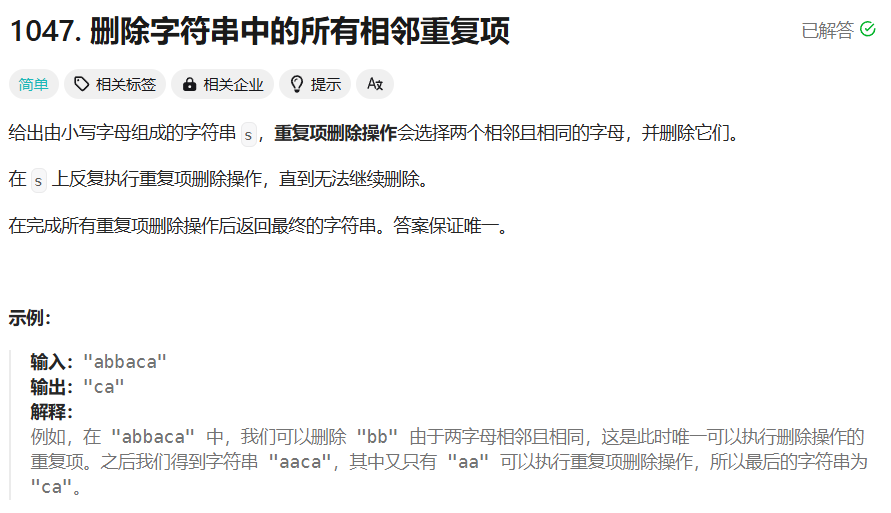 1047. 删除字符串中的所有相邻重复项
已解答
简单 相关标签 相关企业 提示 A文
给出由小写字母组成的字符串 s，重复项删除操作会选择两个相邻且相同的字母，并删除它们。
在 s 上反复执行重复项删除操作，直到无法继续删除。
在完成所有重复项删除操作后返回最终的字符串。答案保证唯一。
示例：
输入："abbaca"
输出："ca"
解释：
例如，在 "abbaca" 中，我们可以删除 "bb" 由于两字母相邻且相同，这是此时唯一可以执行删除操作的
重复项。之后我们得到字符串 "aaca"，其中又只有 "aa" 可以执行重复项删除操作，所以最后的字符串为
"ca"。